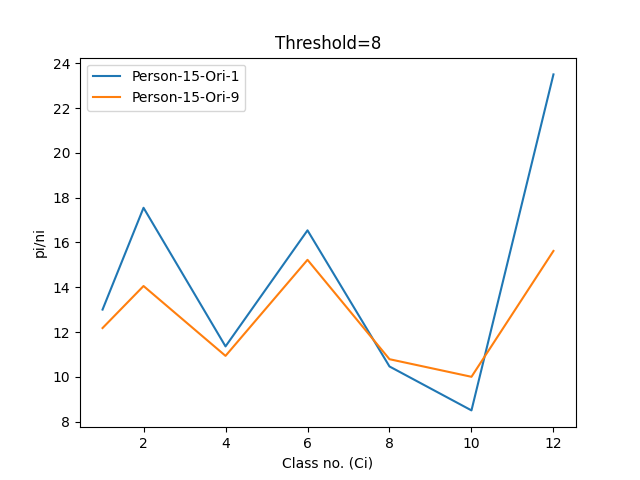 Threshold=8
Person-15-Ori-1
Person-15-Ori-9
24
22
20
18
16
14
12
10
8
pi/ni
2 4 6 8 10 12
Class no. (Ci)